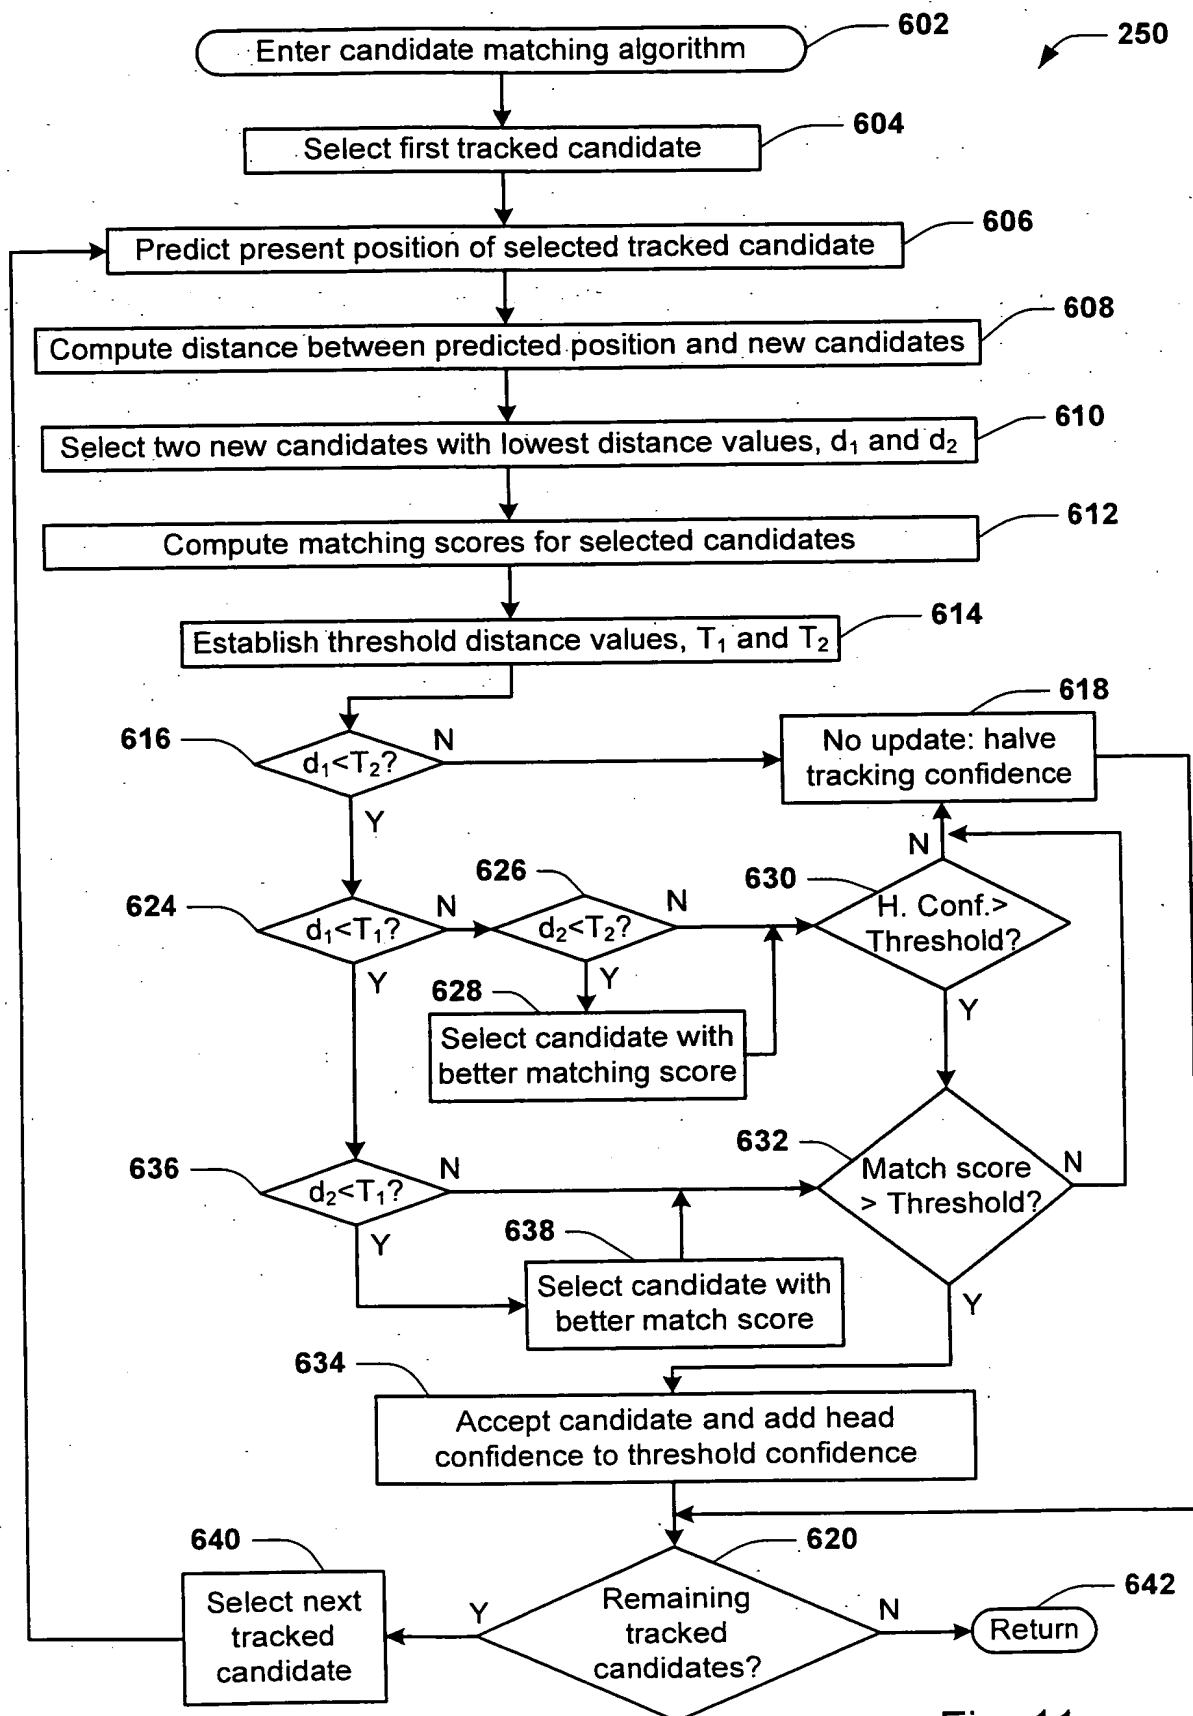 602
Enter candidate matching algorithm
250
604
Select first tracked candidate
606
Predict present position of selected tracked candidate
608
Compute distance between predicted position and new candidates
610
Select two new candidates with lowest distance values, d₁ and d₂
612
Compute matching scores for selected candidates
614
Establish threshold distance values, T₁ and T₂
618
616
d₁<T₂?
N
Y
No update: halve
tracking confidence
626
624
d₁<T₁?
N
Y
d₂<T₂?
N
Y
630
N
H. Conf.>
Threshold?
Y
628
Select candidate with
better matching score
632
Match score
> Threshold?
N
Y
636
d₂<T₁?
N
Y
638
Select candidate with
better match score
634
Accept candidate and add head
confidence to threshold confidence
640
620
Select next
tracked
candidate
Y
Remaining
tracked
candidates?
N
642
Return